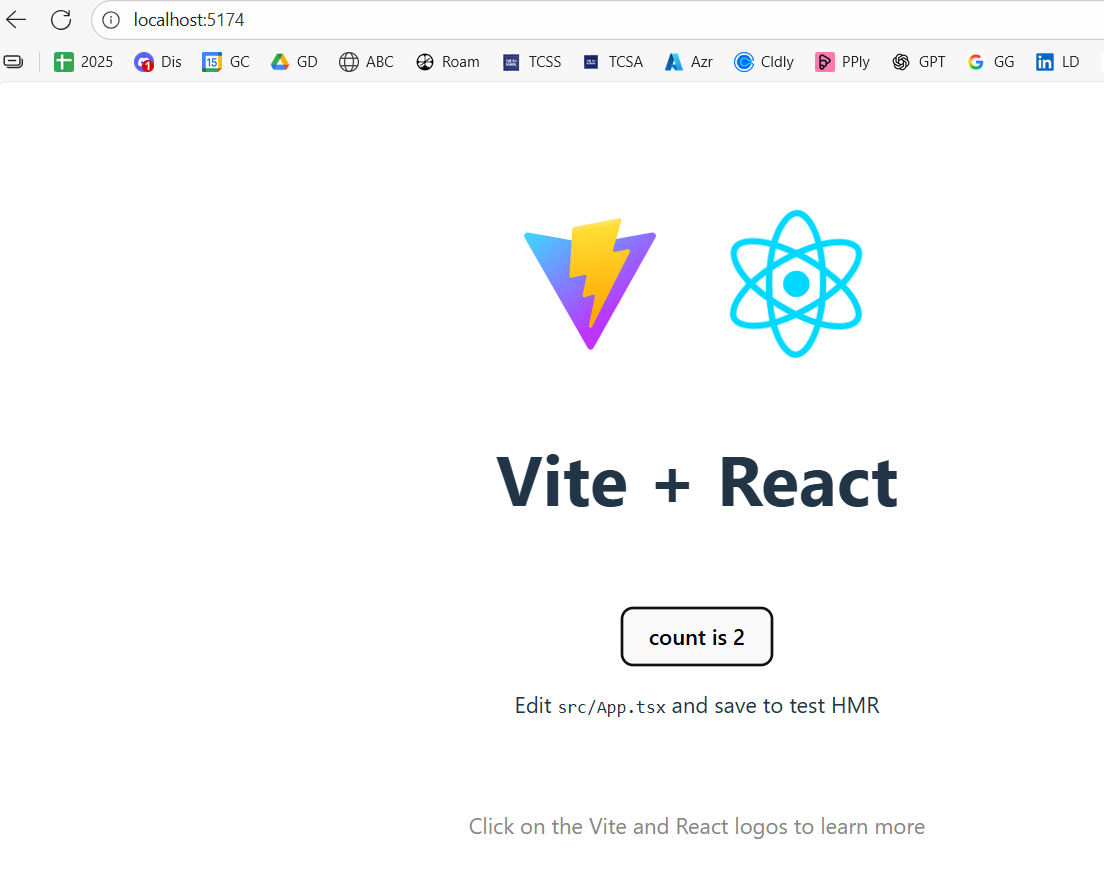 localhost:5174
2025 Dis GC GD ABC Roam TCSS TCSA Azr Cldly PPly GPT GG LD
Vite + React
count is 2
Edit src/App.tsx and save to test HMR
Click on the Vite and React logos to learn more